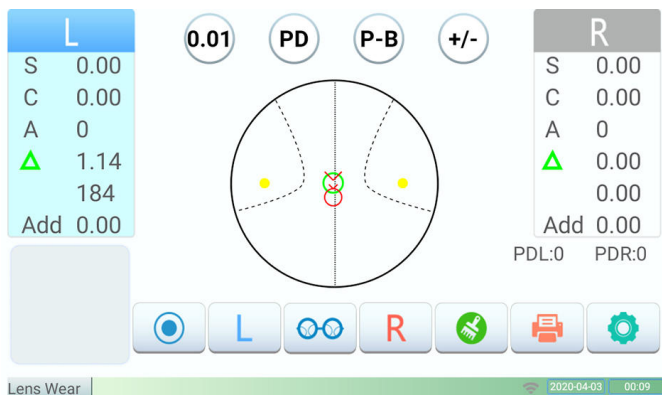 L
S 0.00
C 0.00
A 0
1.14
184
Add 0.00
0.01 PD P-B +/-
R
S 0.00
C 0.00
A 0
0.00
0.00
Add 0.00
PDL:0 PDR:0
L R
Lens Wear
2020-04-03 00:09